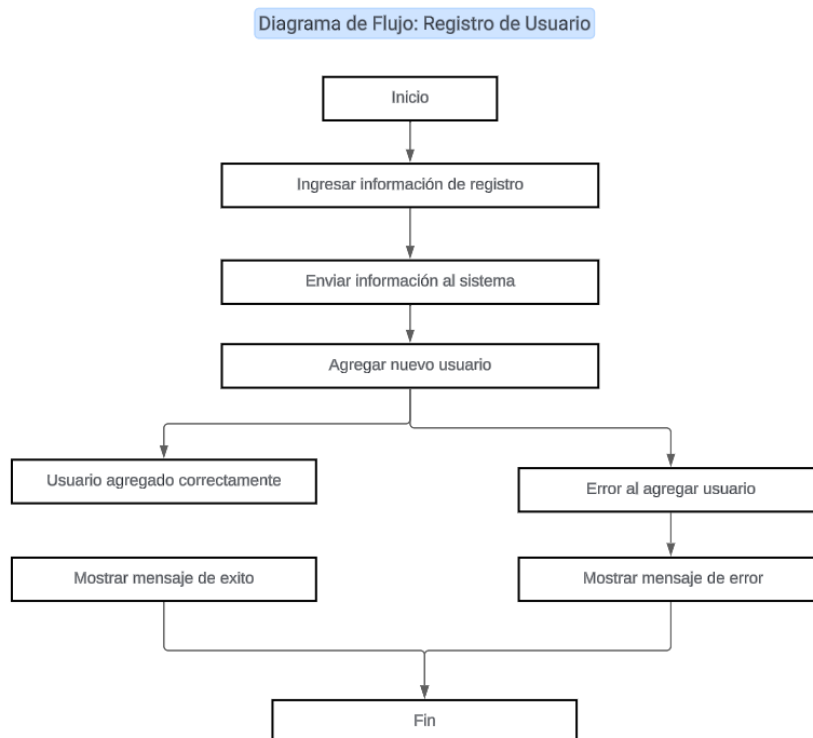 Diagrama de Flujo: Registro de Usuario
Inicio
Ingresar información de registro
Enviar información al sistema
Agregar nuevo usuario
Usuario agregado correctamente
Error al agregar usuario
Mostrar mensaje de exito
Mostrar mensaje de error
Fin